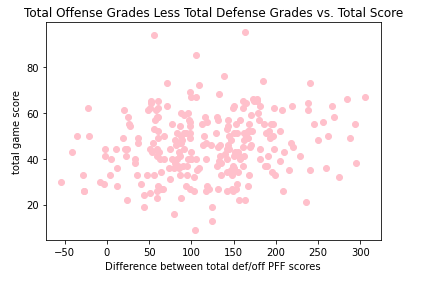 Total Offense Grades Less Total Defense Grades vs. Total Score
total game score
80
60
40
20
−50 0 50 100 150 200 250 300
Difference between total def/off PFF scores